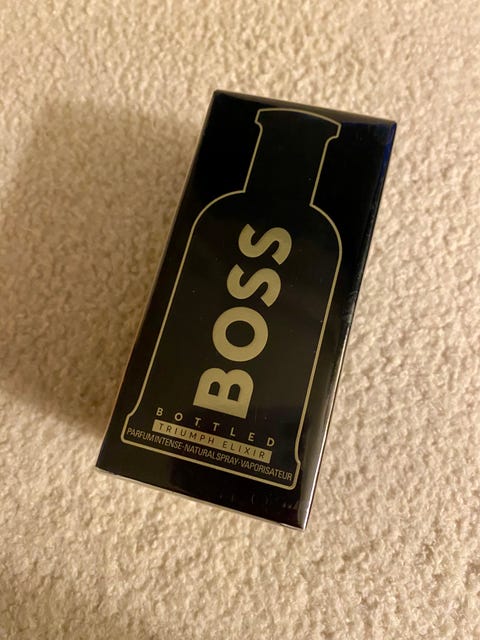 BOSS
BOTTLED
TRIUMPH ELIXIR
PARFUM INTENSE·NATURAL SPRAY·VAPORISATEUR